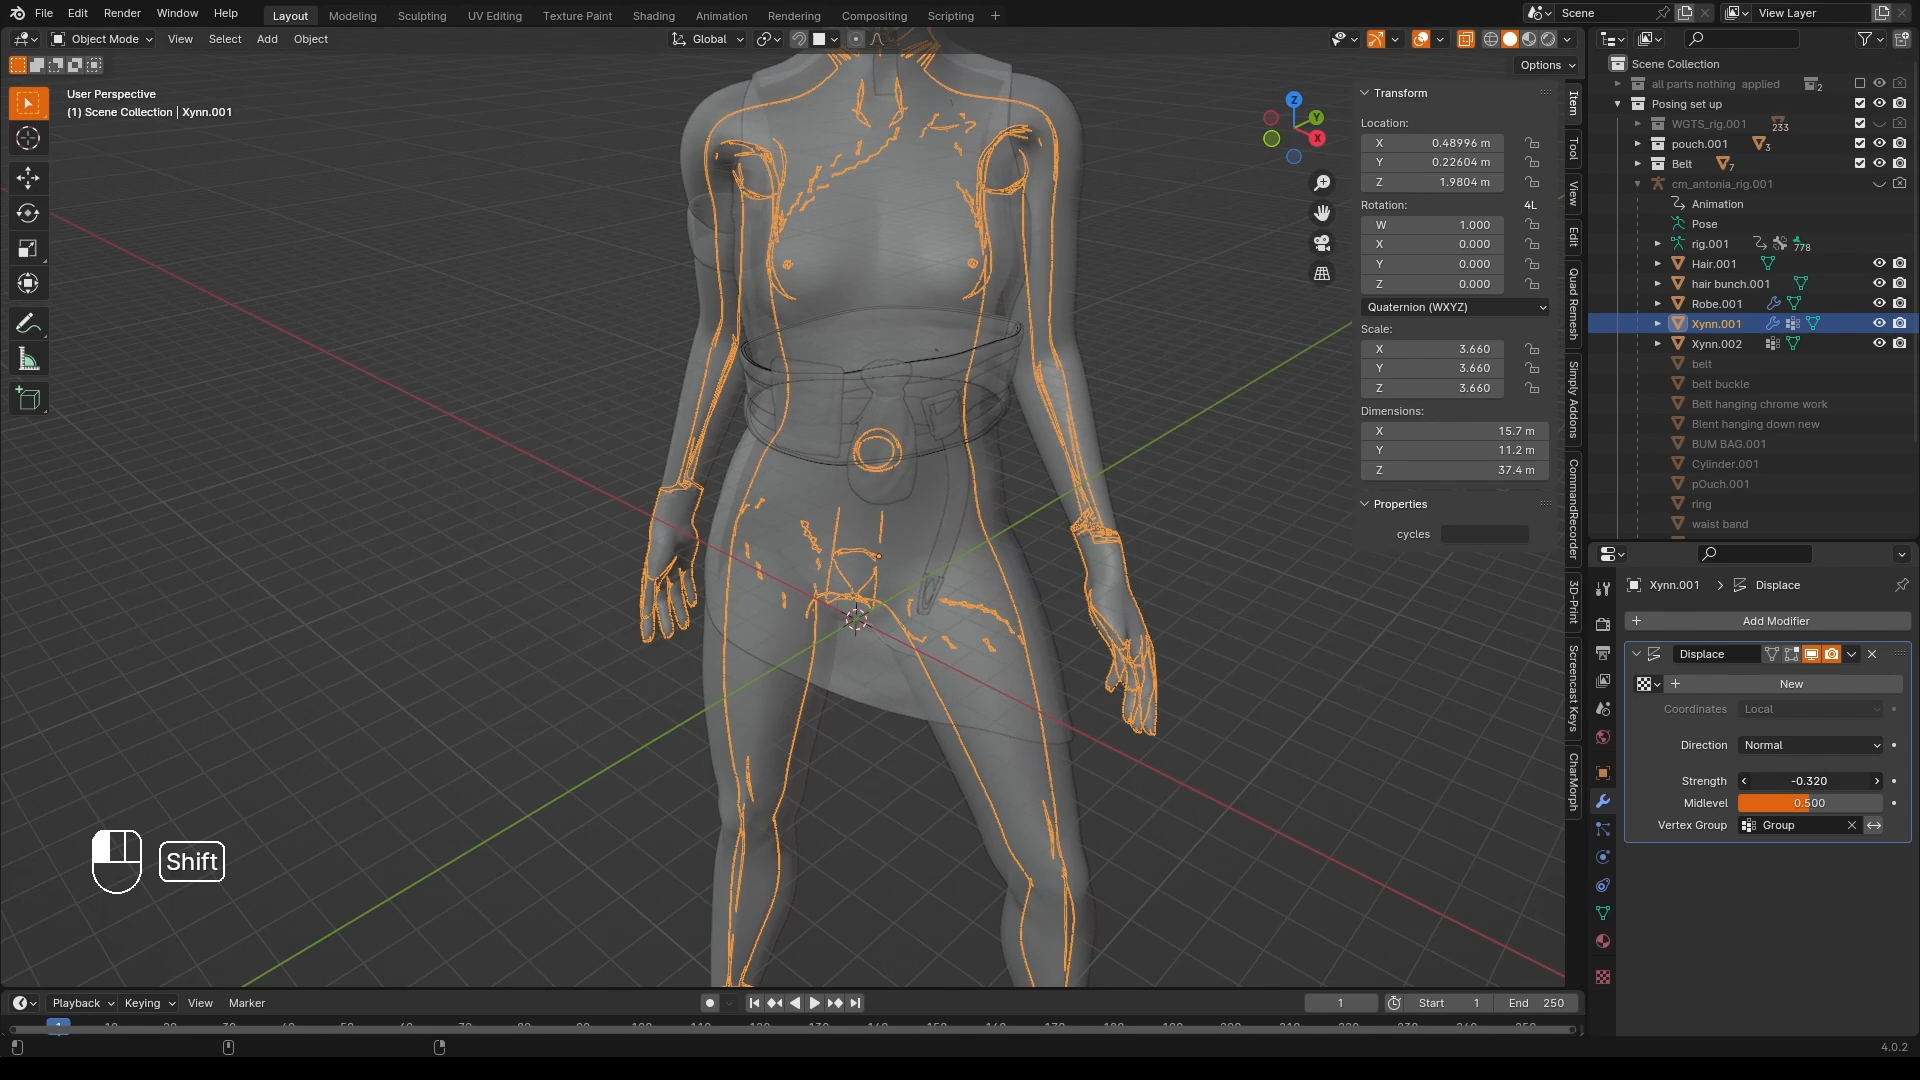 File Edit Render Window Help Layout Modeling Sculpting UV Editing Texture Paint Shading Animation Rendering Compositing Scripting + Scene View Layer
Object Mode View Select Add Object Global
Options
User Perspective
(1) Scene Collection | Xynn.001
Z
Y
X
Transform
Location:
X 0.48996 m
Y 0.22604 m
Z 1.9804 m
Rotation: 4L
W 1.000
X 0.000
Y 0.000
Z 0.000
Quaternion (WXYZ)
Scale:
X 3.660
Y 3.660
Z 3.660
Dimensions:
X 15.7 m
Y 11.2 m
Z 37.4 m
Properties
cycles
Item
Tool
View
Edit
Quad Remesh
Simply Addons
CommandRecorder
3D-Print
Screencast Keys
CharMorph
Scene Collection
all parts nothing applied 2
Posing set up
WGTS_rig.001 233
pouch.001 3
Belt 7
cm_antonia_rig.001
Animation
Pose
rig.001 778
Hair.001
hair bunch.001
Robe.001
Xynn.001
Xynn.002
belt
belt buckle
Belt hanging chrome work
Blent hanging down new
BUM BAG.001
Cylinder.001
pOuch.001
ring
waist band
Xynn.001 > Displace
+ Add Modifier
Displace
+ New
Coordinates Local
Direction Normal
Strength -0.320
Midlevel 0.500
Vertex Group Group
Shift
Playback Keying View Marker 1 Start 1 End 250
4.0.2